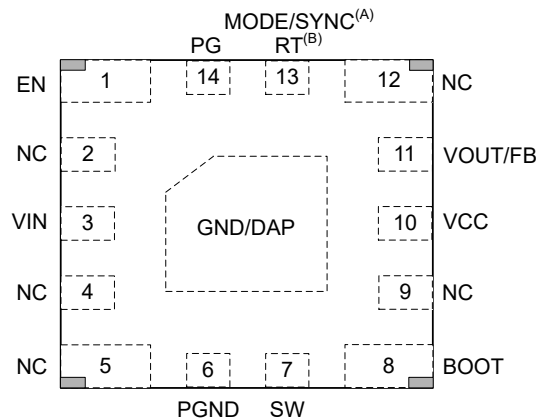 MODE/SYNC(A)
PG RT(B)
14 13
EN 1 12 NC
NC 2 11 VOUT/FB
VIN 3 GND/DAP 10 VCC
NC 4 9 NC
NC 5 6 7 8 BOOT
PGND SW